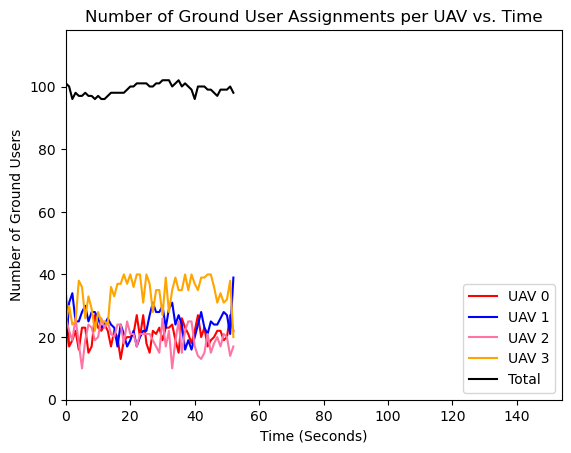 Number of Ground User Assignments per UAV vs. Time
Number of Ground Users
100
80
60
40
20
0
UAV 0
UAV 1
UAV 2
UAV 3
Total
0 20 40 60 80 100 120 140
Time (Seconds)